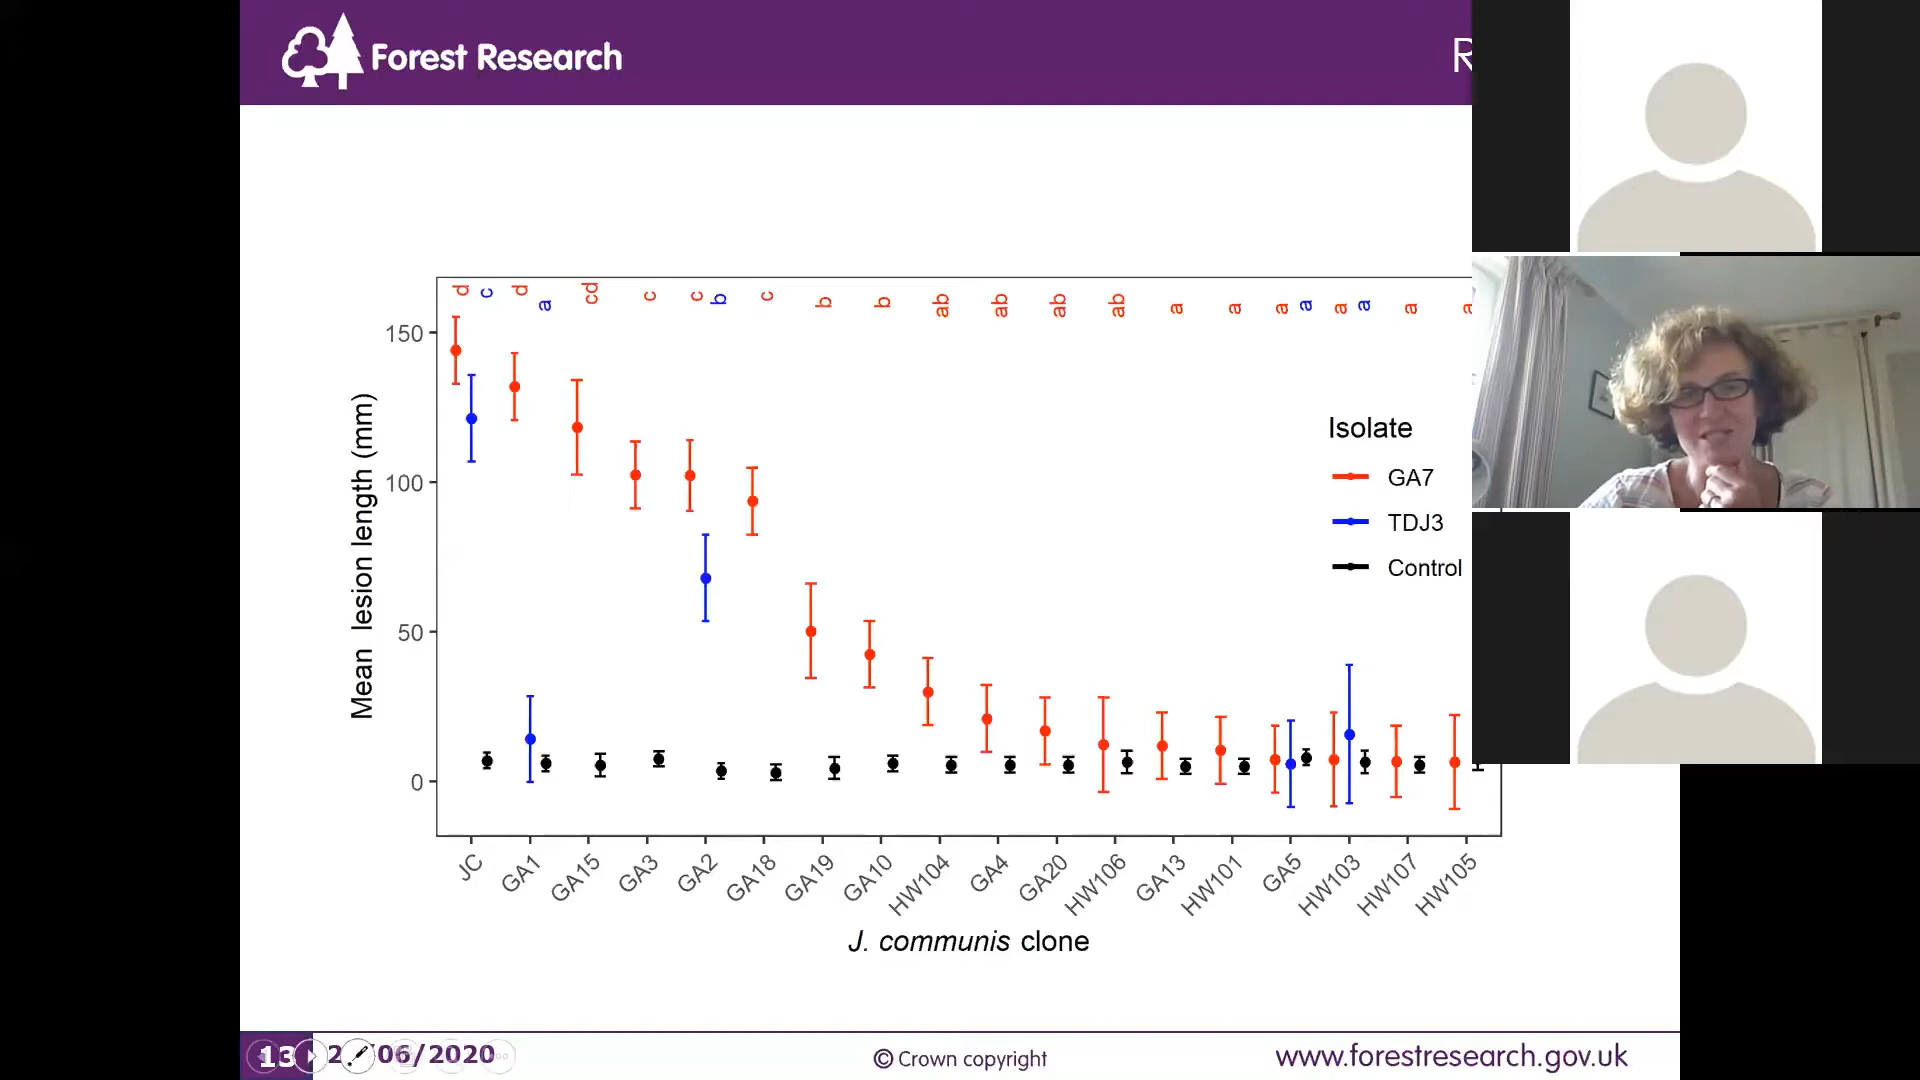 Forest Research
R
d c d a cd c c b c b b ab ab ab ab a a a a a a a a
Mean lesion length (mm)
150
100
50
0
Isolate
GA7
TDJ3
Control
JC GA1 GA15 GA3 GA2 GA18 GA19 GA10 HW104 GA4 GA20 HW106 GA13 HW101 GA5 HW103 HW107 HW105
J. communis clone
13 2 /06/2020 © Crown copyright www.forestresearch.gov.uk